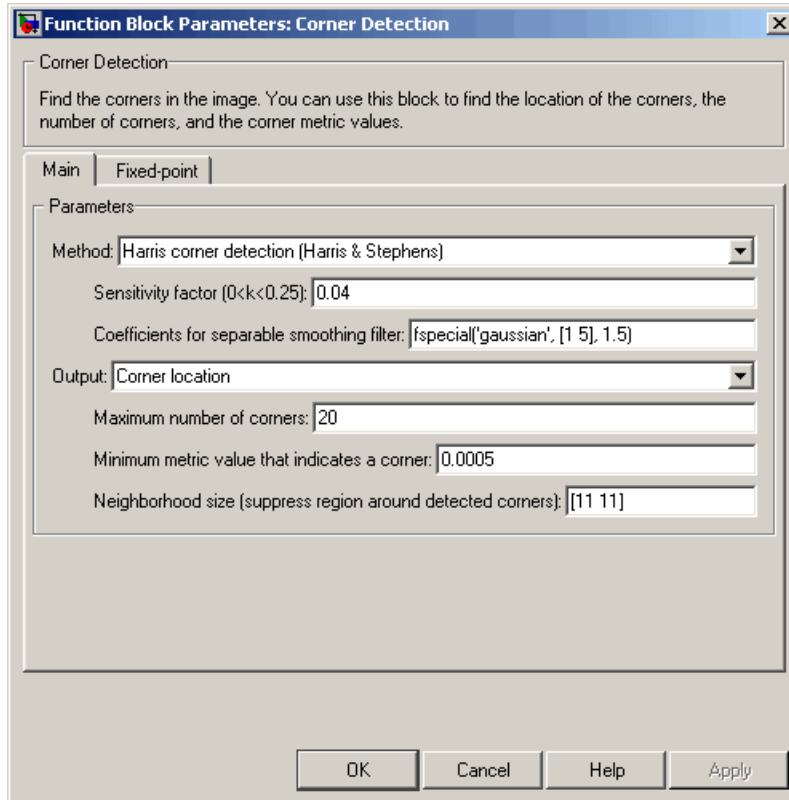 Function Block Parameters: Corner Detection
Corner Detection
Find the corners in the image. You can use this block to find the location of the corners, the
number of corners, and the corner metric values.
Main Fixed-point
Parameters
Method: Harris corner detection (Harris & Stephens)
Sensitivity factor (0<k<0.25): 0.04
Coefficients for separable smoothing filter: fspecial('gaussian', [1 5], 1.5)
Output: Corner location
Maximum number of corners: 20
Minimum metric value that indicates a corner: 0.0005
Neighborhood size (suppress region around detected corners): [11 11]
OK Cancel Help Apply